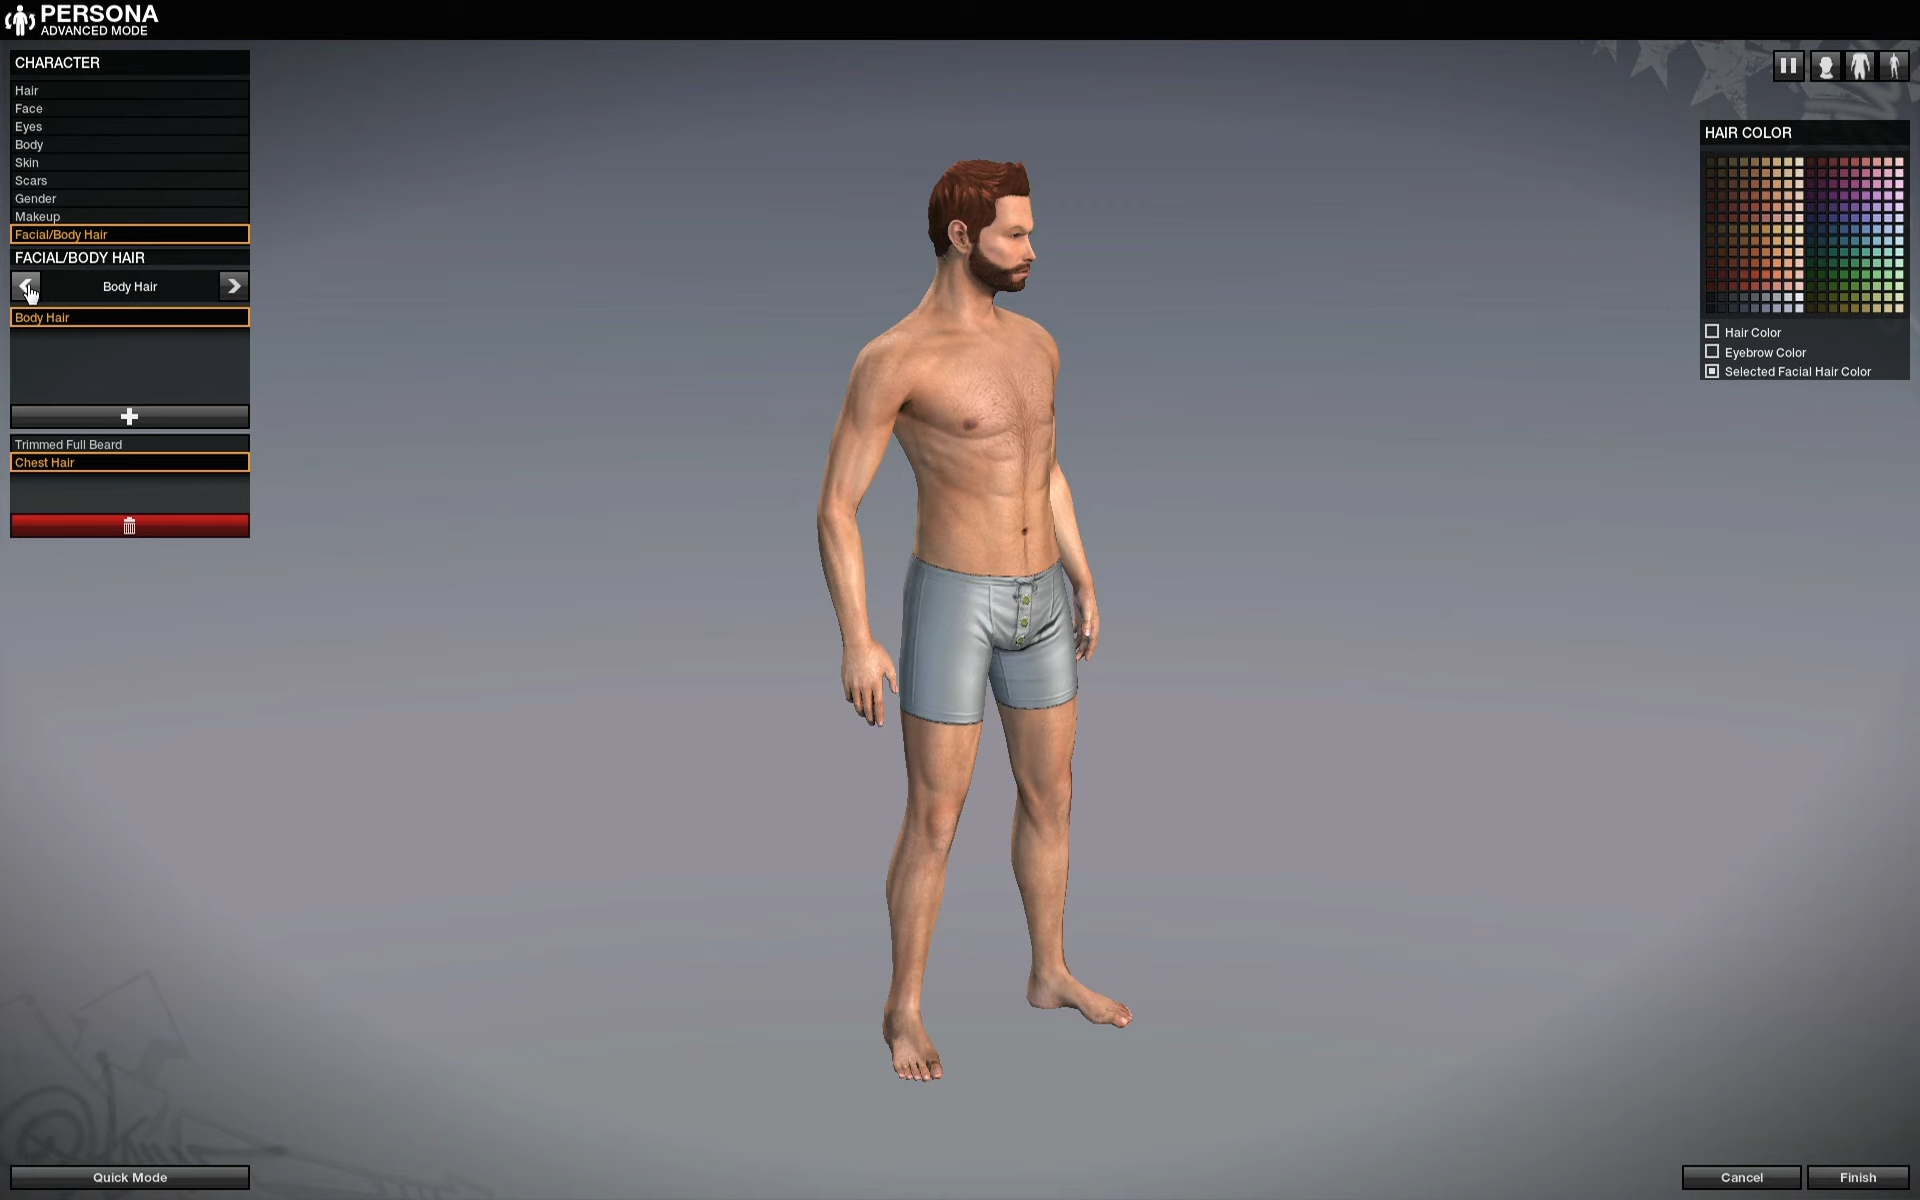 PERSONA
ADVANCED MODE
CHARACTER
Hair
Face
Eyes
Body
Skin
Scars
Gender
Makeup
Facial/Body Hair
FACIAL/BODY HAIR
Body Hair
Body Hair
Trimmed Full Beard
Chest Hair
HAIR COLOR
Hair Color
Eyebrow Color
Selected Facial Hair Color
Quick Mode
Cancel
Finish